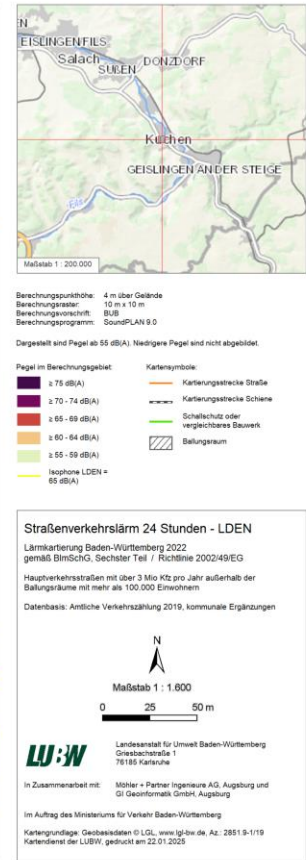 EN
EISLINGEN/FILS
Salach
SUßEN
DONZDORF
Kuchen
GEISLINGEN AN DER STEIGE
Fils
Maßstab 1 : 200.000
Berechnungspunkthöhe: 4 m über Gelände
Berechnungsraster: 10 m x 10 m
Berechnungsvorschrift: BUB
Berechnungsprogramm: SoundPLAN 9.0
Dargestellt sind Pegel ab 55 dB(A). Niedrigere Pegel sind nicht abgebildet.
Pegel im Berechnungsgebiet
≥ 75 dB(A)
≥ 70 - 74 dB(A)
≥ 65 - 69 dB(A)
≥ 60 - 64 dB(A)
≥ 55 - 59 dB(A)
Isophone LDEN =
65 dB(A)
Kartensymbole:
Kartierungsstrecke Straße
Kartierungsstrecke Schiene
Schallschutz oder
vergleichbares Bauwerk
Ballungsraum
Straßenverkehrslärm 24 Stunden - LDEN
Lärmkartierung Baden-Württemberg 2022
gemäß BImSchG, Sechster Teil / Richtlinie 2002/49/EG
Hauptverkehrsstraßen mit über 3 Mio Kfz pro Jahr außerhalb der
Ballungsräume mit mehr als 100.000 Einwohnern
Datenbasis: Amtliche Verkehrszählung 2019, kommunale Ergänzungen
N
Maßstab 1 : 1.600
0 25 50 m
LUBW
Landesanstalt für Umwelt Baden-Württemberg
Griesbachstraße 1
76185 Karlsruhe
In Zusammenarbeit mit: Möhler + Partner Ingenieure AG, Augsburg und
GI Geoinformatik GmbH, Augsburg
Im Auftrag des Ministeriums für Verkehr Baden-Württemberg
Kartengrundlage: Geobasisdaten © LGL, www.lgl-bw.de, Az.: 2851.9-1/19
Kartendienst der LUBW, gedruckt am 22.01.2025